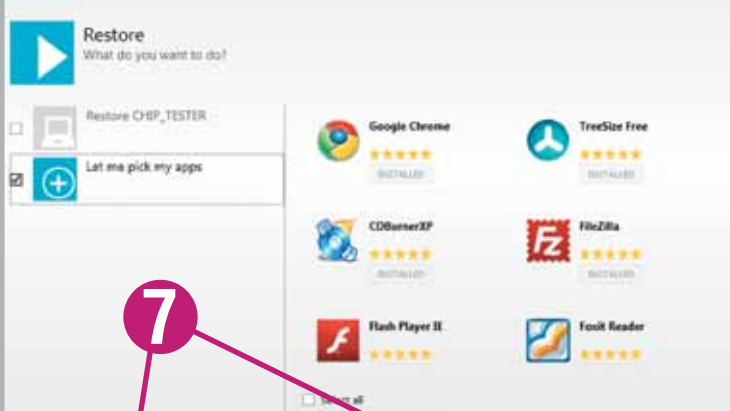 Restore
What do you want to do?
Restore CHIP_TESTER
Let me pick my apps
Google Chrome
INSTALLED
TreeSize Free
INSTALLED
CDBurnerXP
INSTALLED
FileZilla
INSTALLED
Flash Player IE
Foxit Reader
Select all
7